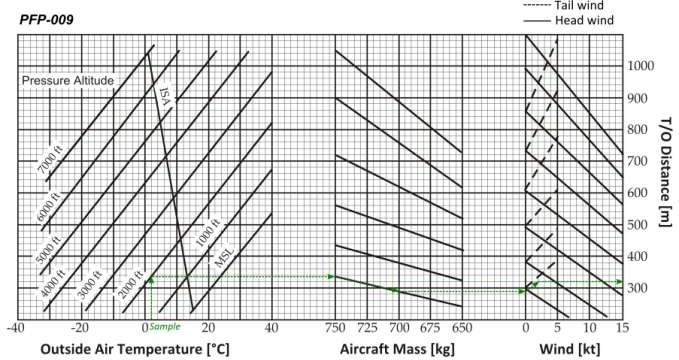 PFP-009
Tail wind
Head wind
Pressure Altitude
ISA
7000 ft
6000 ft
5000 ft
4000 ft
3000 ft
2000 ft
1000 ft
MSL
Sample
1000
900
800
700
600
500
400
300
T/O Distance [m]
-40 -20 0 20 40 750 725 700 675 650 0 5 10 15
Outside Air Temperature [°C] Aircraft Mass [kg] Wind [kt]